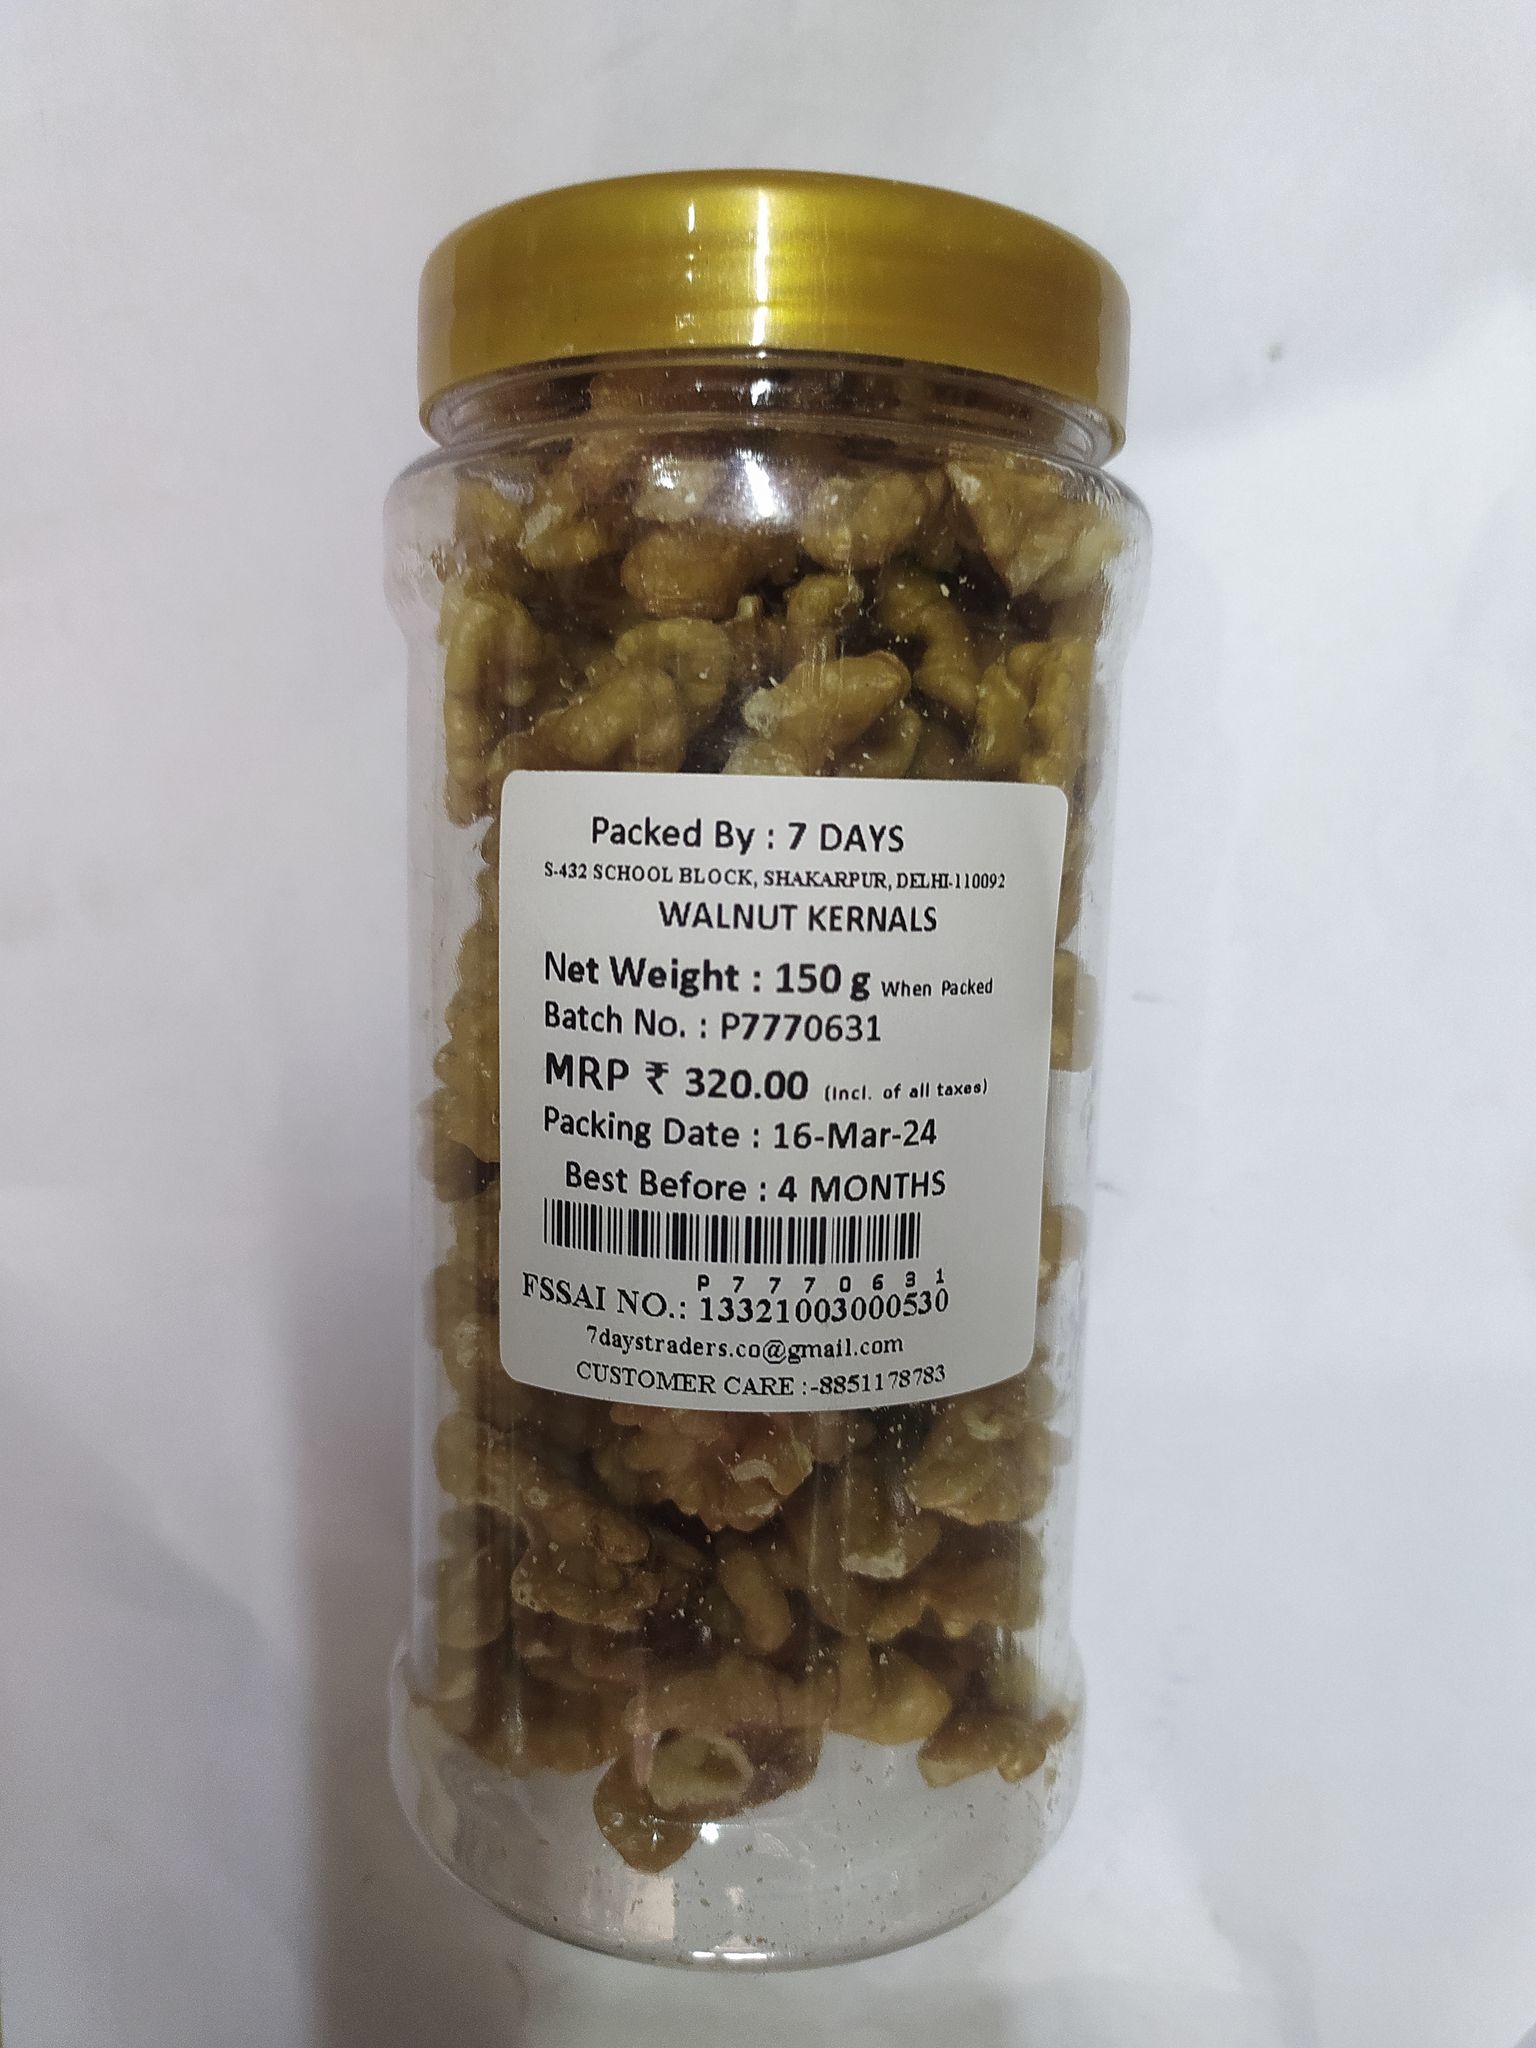 Packed By : 7 DAYS
S-432 SCHOOL BLOCK, SHAKARPUR, DELHI-110092
WALNUT KERNALS
Net Weight : 150 g When Packed
Batch No. : P7770631
MRP ₹ 320.00 (Incl. of all taxes)
Packing Date : 16-Mar-24
Best Before : 4 MONTHS
P7770631
FSSAI NO.: 13321003000530
7daystraders.co@gmail.com
CUSTOMER CARE :-8851178783